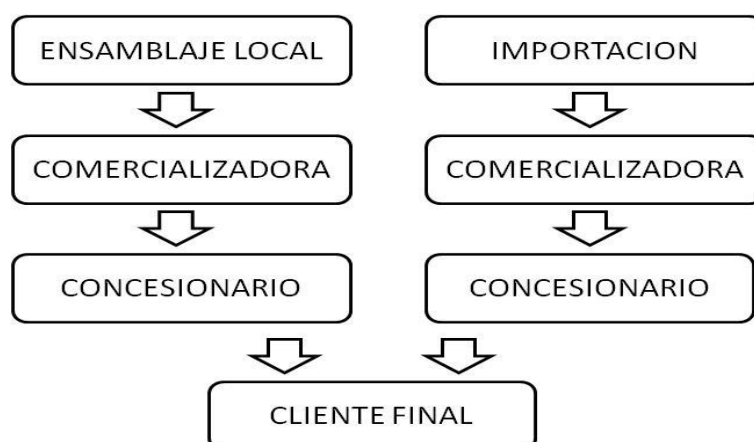 ENSAMBLAJE LOCAL
IMPORTACION
COMERCIALIZADORA
COMERCIALIZADORA
CONCESIONARIO
CONCESIONARIO
CLIENTE FINAL